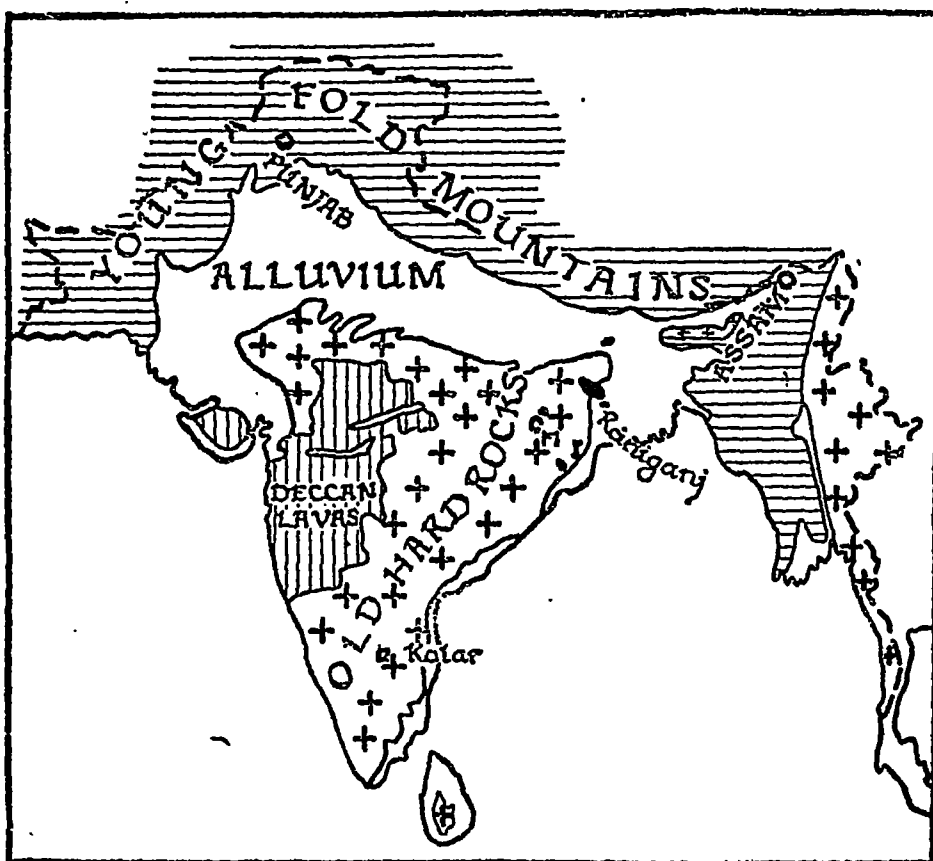 YOUNG FOLD MOUNTAINS
PUNJAB
ALLUVIUM
ASSAM
OLD HARD ROCKS
Raniganj
DECCAN
LAVAS
Kolar